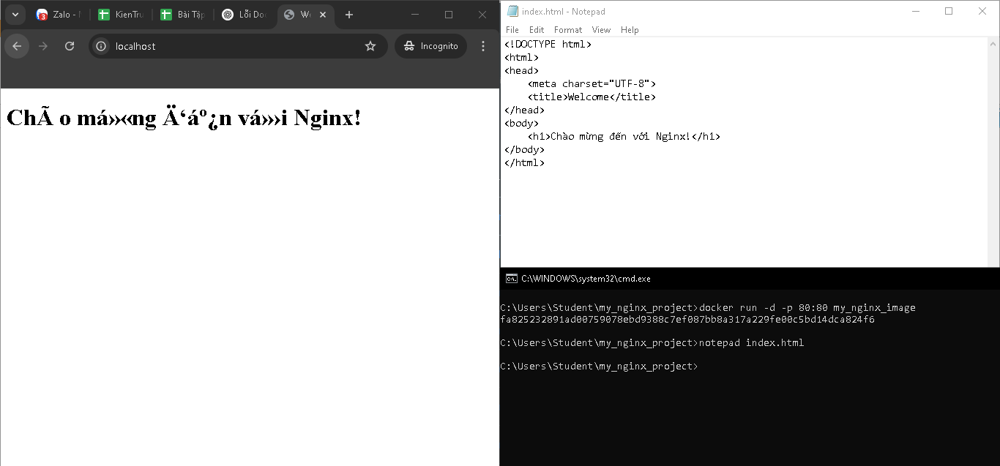 Zalo -
KienTru
Bài Tập
Lỗi Do
We
localhost
Incognito
ChÃ o má»«ng Ä‘áº¿n vá»›i Nginx!
index.html - Notepad
File Edit Format View Help
<!DOCTYPE html>
<html>
<head>
<meta charset="UTF-8">
<title>Welcome</title>
</head>
<body>
<h1>Chào mừng đến với Nginx!</h1>
</body>
</html>
C:\WINDOWS\system32\cmd.exe
C:\Users\Student\my_nginx_project>docker run -d -p 80:80 my_nginx_image
fa825232891ad00759078ebd9388c7ef087bb8a317a229fe00c5bd14dca824f6
C:\Users\Student\my_nginx_project>notepad index.html
C:\Users\Student\my_nginx_project>